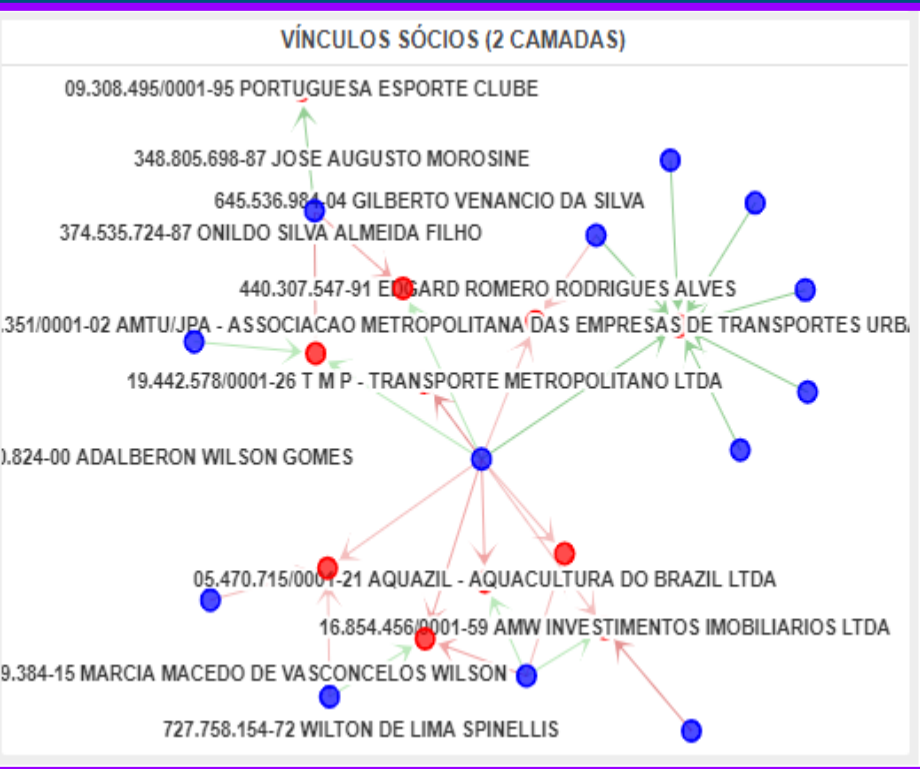 VÍNCULOS SÓCIOS (2 CAMADAS)
09.308.495/0001-95 PORTUGUESA ESPORTE CLUBE
348.805.698-87 JOSE AUGUSTO MOROSINE
645.536.984-04 GILBERTO VENANCIO DA SILVA
374.535.724-87 ONILDO SILVA ALMEIDA FILHO
440.307.547-91 EDGARD ROMERO RODRIGUES ALVES
.351/0001-02 AMTU/JPA - ASSOCIACAO METROPOLITANA DAS EMPRESAS DE TRANSPORTES URBA
19.442.578/0001-26 T M P - TRANSPORTE METROPOLITANO LTDA
0.824-00 ADALBERON WILSON GOMES
05.470.715/0001-21 AQUAZIL - AQUACULTURA DO BRAZIL LTDA
16.854.456/0001-59 AMW INVESTIMENTOS IMOBILIARIOS LTDA
9.384-15 MARCIA MACEDO DE VASCONCELOS WILSON
727.758.154-72 WILTON DE LIMA SPINELLIS